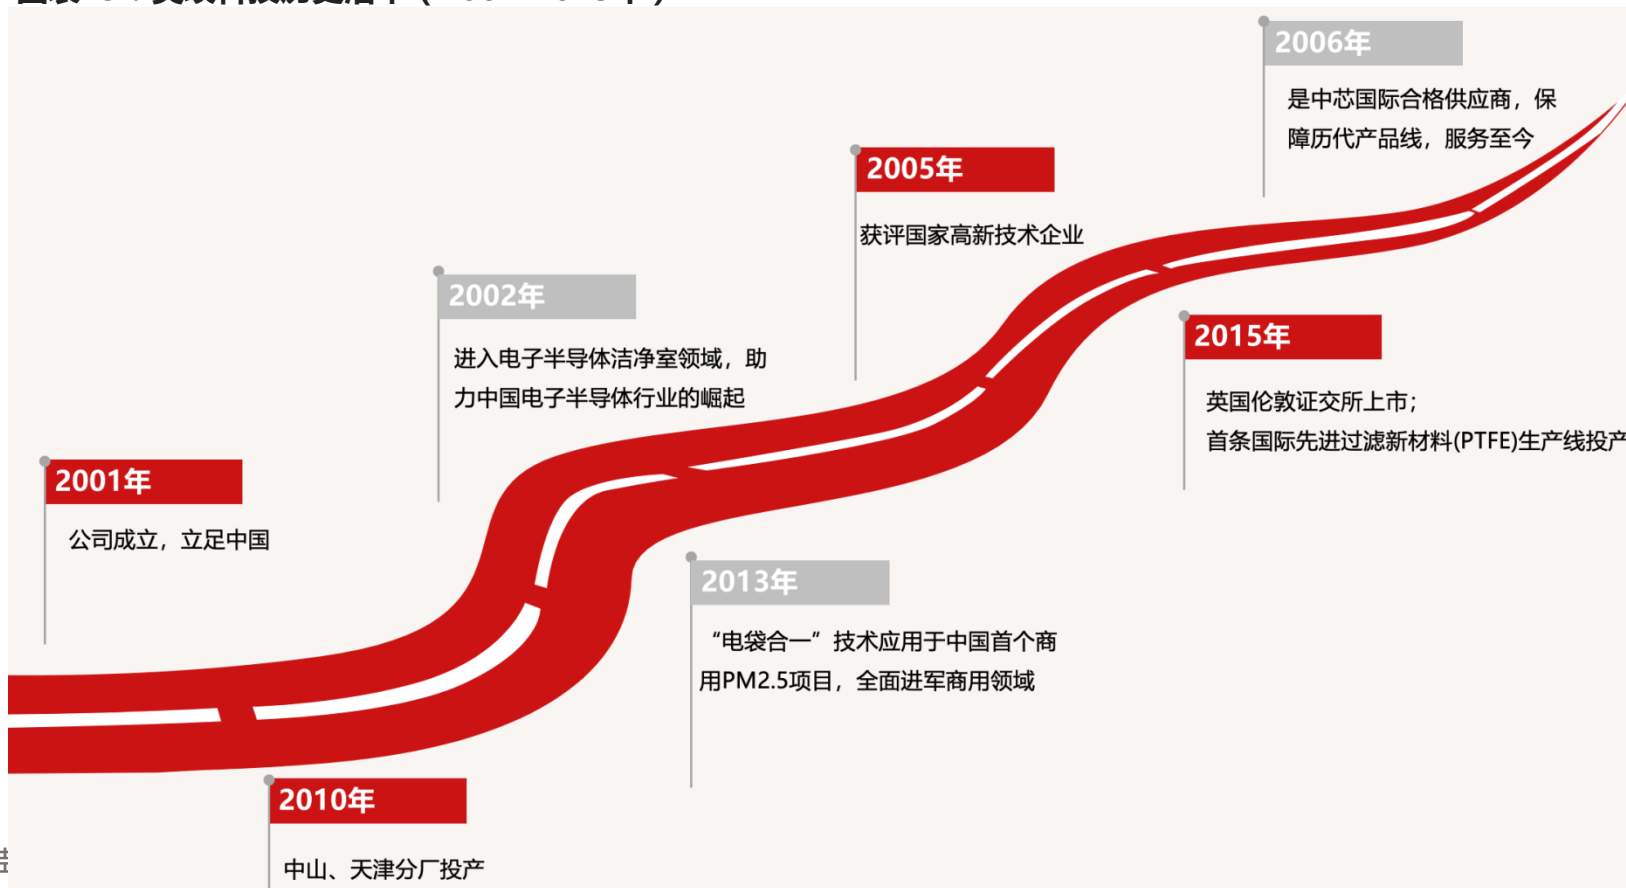 2006年
是中芯国际合格供应商，保
障历代产品线，服务至今
2005年
获评国家高新技术企业
2002年
进入电子半导体洁净室领域，助
力中国电子半导体行业的崛起
2015年
英国伦敦证交所上市；
首条国际先进过滤新材料(PTFE)生产线投产
2001年
公司成立，立足中国
2013年
“电袋合一”技术应用于中国首个商
用PM2.5项目，全面进军商用领域
2010年
中山、天津分厂投产